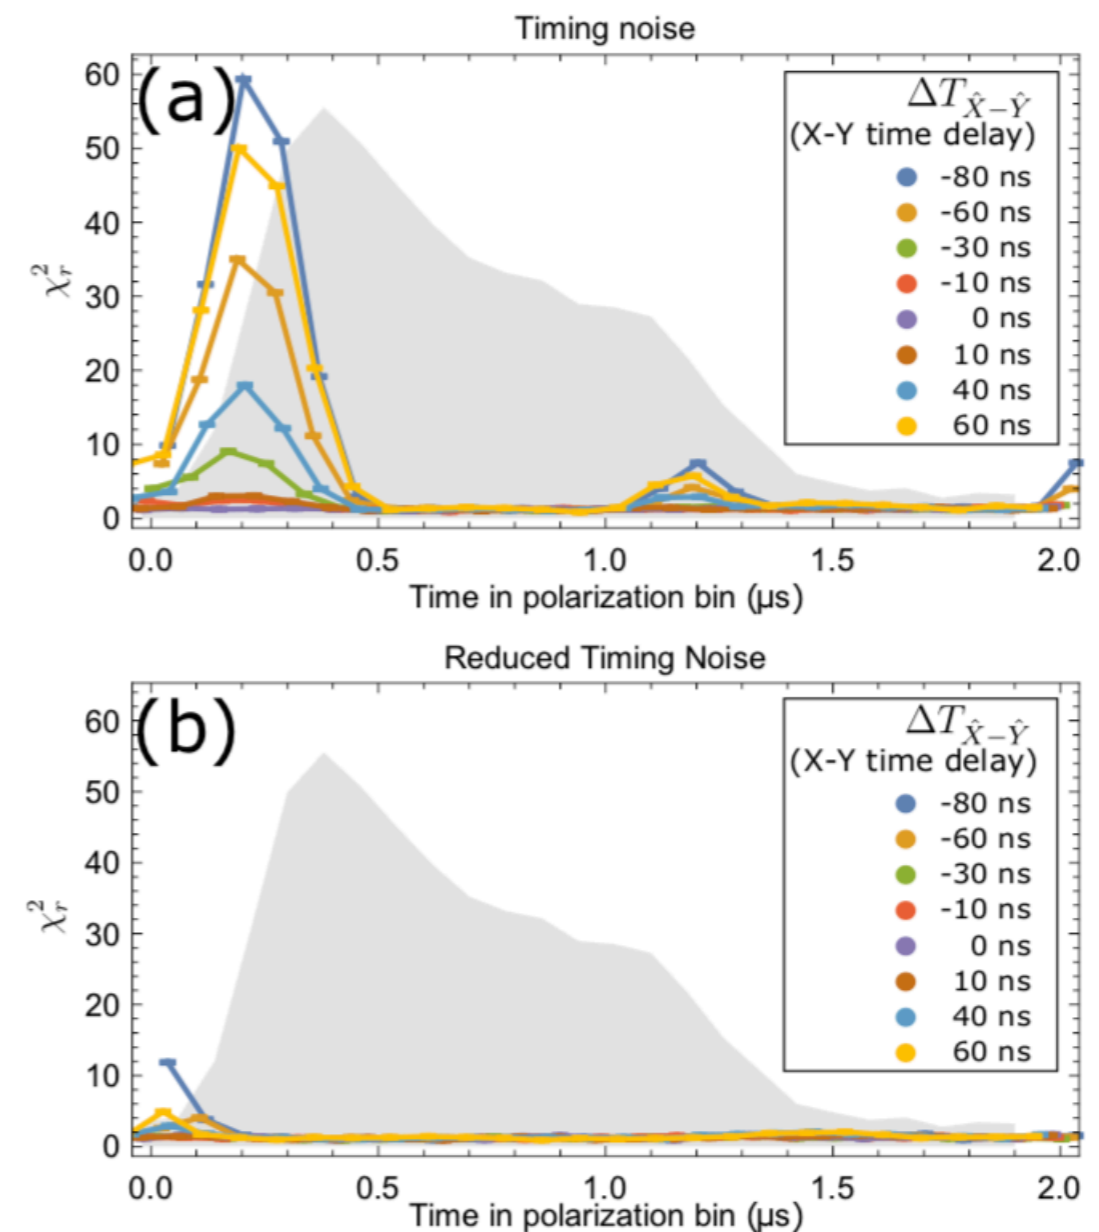 Timing noise
(a)
60
50
40
30
20
10
0
χ²ᵣ
ΔT_X̂−Ŷ
(X-Y time delay)
-80 ns
-60 ns
-30 ns
-10 ns
0 ns
10 ns
40 ns
60 ns
0.0 0.5 1.0 1.5 2.0
Time in polarization bin (µs)
Reduced Timing Noise
(b)
60
50
40
30
20
10
0
χ²ᵣ
ΔT_X̂−Ŷ
(X-Y time delay)
-80 ns
-60 ns
-30 ns
-10 ns
0 ns
10 ns
40 ns
60 ns
0.0 0.5 1.0 1.5 2.0
Time in polarization bin (µs)